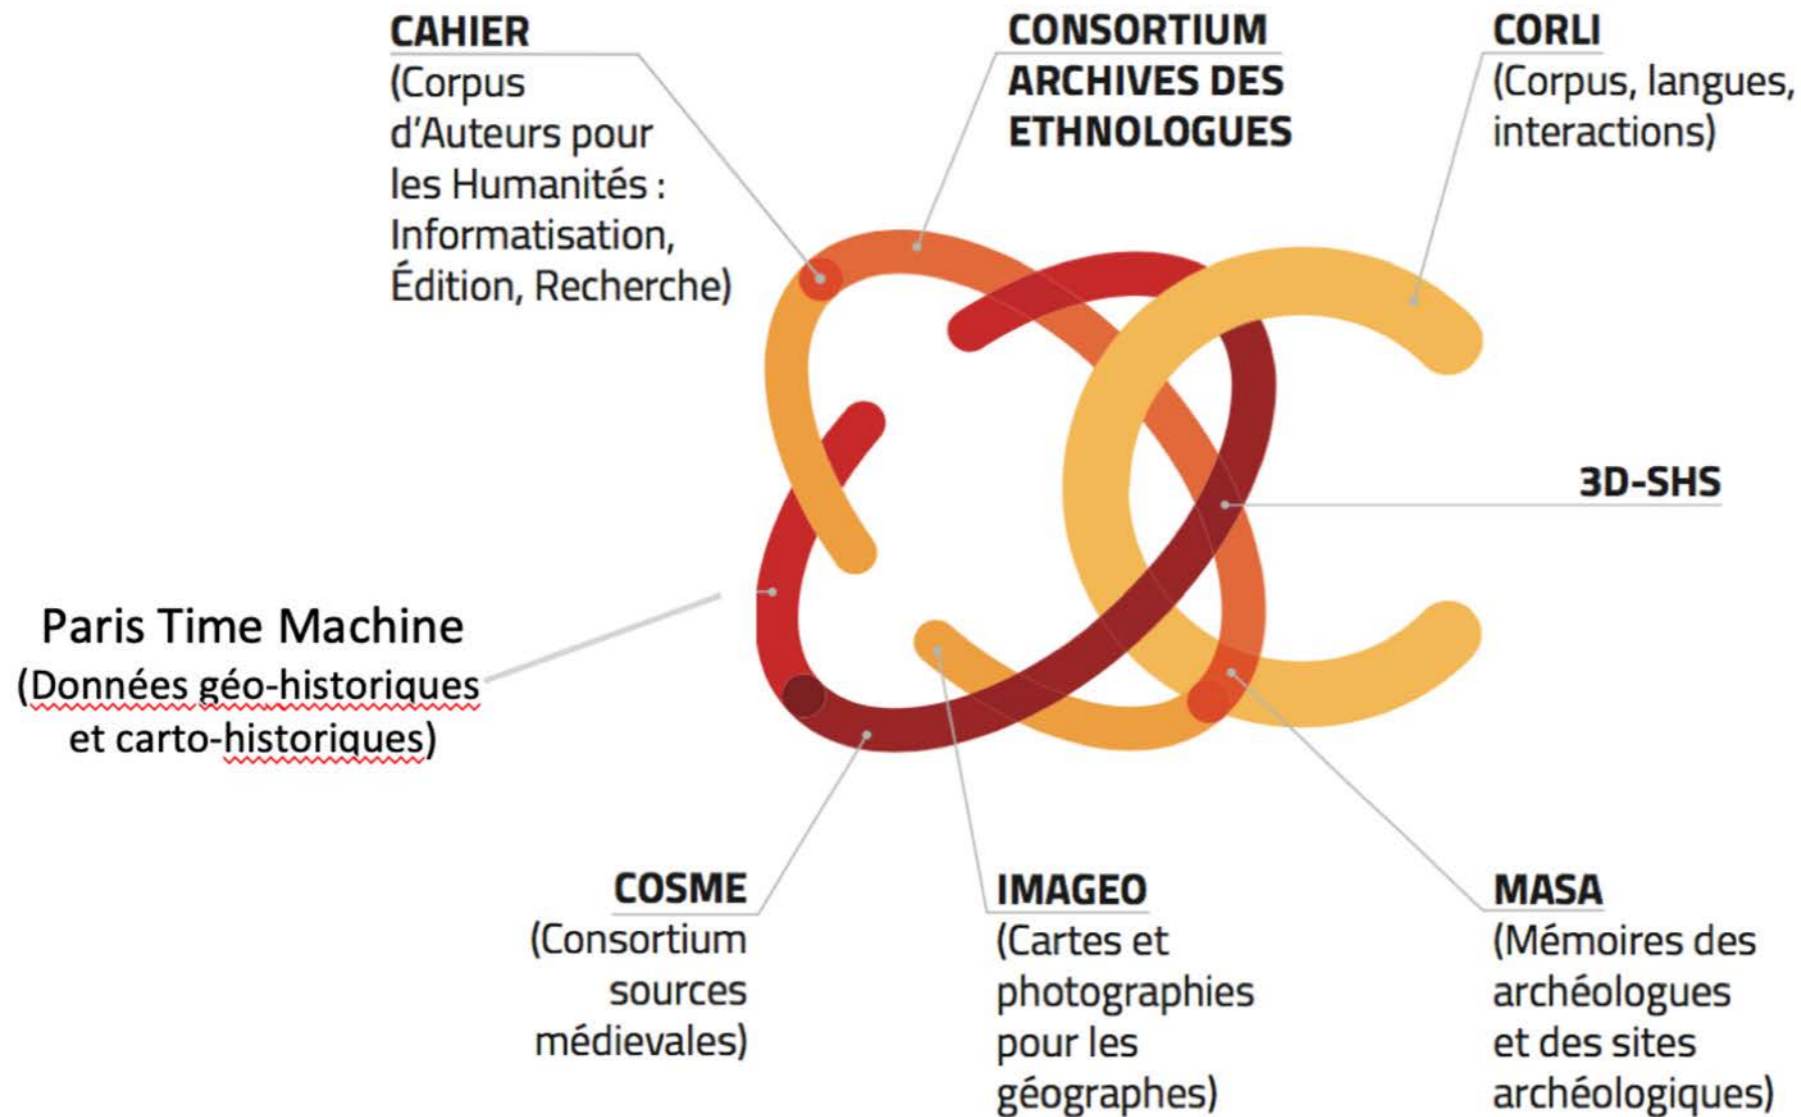 CAHIER
(Corpus
d'Auteurs pour
les Humanités :
Informatisation,
Édition, Recherche)
CONSORTIUM
ARCHIVES DES
ETHNOLOGUES
CORLI
(Corpus, langues,
interactions)
3D-SHS
Paris Time Machine
(Données géo-historiques
et carto-historiques)
COSME
(Consortium
sources
médievales)
IMAGEO
(Cartes et
photographies
pour les
géographes)
MASA
(Mémoires des
archéologues
et des sites
archéologiques)